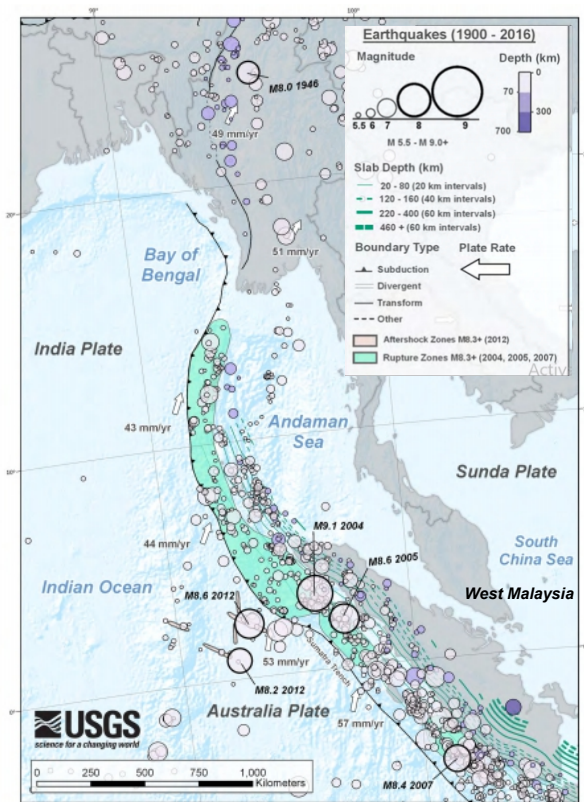 90°
100°
Earthquakes (1900 - 2016)
Magnitude
Depth (km)
0
70
300
700
5.5 6 7 8 9
M 5.5 - M 9.0+
Slab Depth (km)
20 - 80 (20 km intervals)
120 - 160 (40 km intervals)
220 - 400 (60 km intervals)
460 + (60 km intervals)
Boundary Type Plate Rate
Subduction
Divergent
Transform
Other
Aftershock Zones M8.3+ (2012)
Rupture Zones M8.3+ (2004, 2005, 2007)
Activ
M8.0 1946
49 mm/yr
20°
51 mm/yr
Bay of
Bengal
India Plate
43 mm/yr
Andaman
Sea
Sunda Plate
10°
M9.1 2004
44 mm/yr
South
China Sea
M8.6 2005
Indian Ocean
M8.6 2012
West Malaysia
53 mm/yr
Sumatra Trench
M8.2 2012
57 mm/yr
Australia Plate
0°
USGS
science for a changing world
M8.4 2007
0 250 500 750 1,000
Kilometers